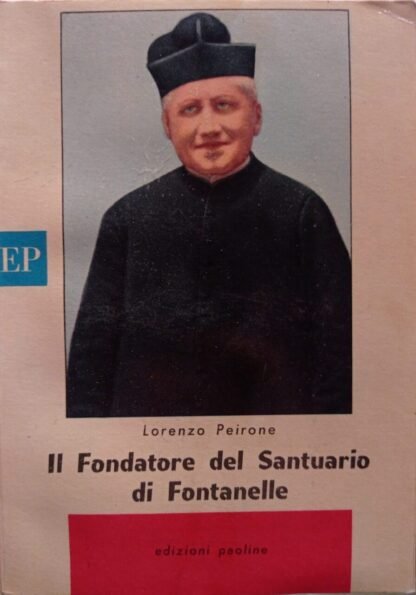 EP
Lorenzo Peirone
Il Fondatore del Santuario
di Fontanelle
edizioni paoline